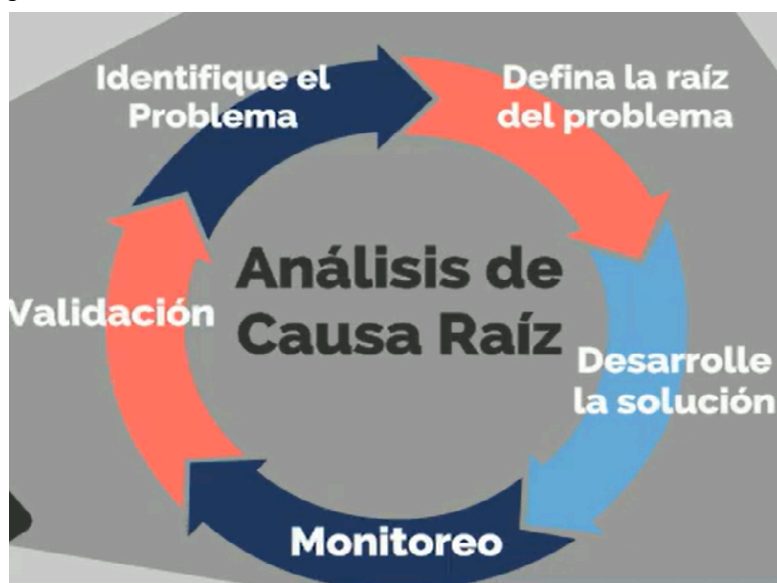 Identifique el
Problema
Defina la raíz
del problema
Análisis de
Causa Raíz
Desarrolle
la solución
Monitoreo
Validación